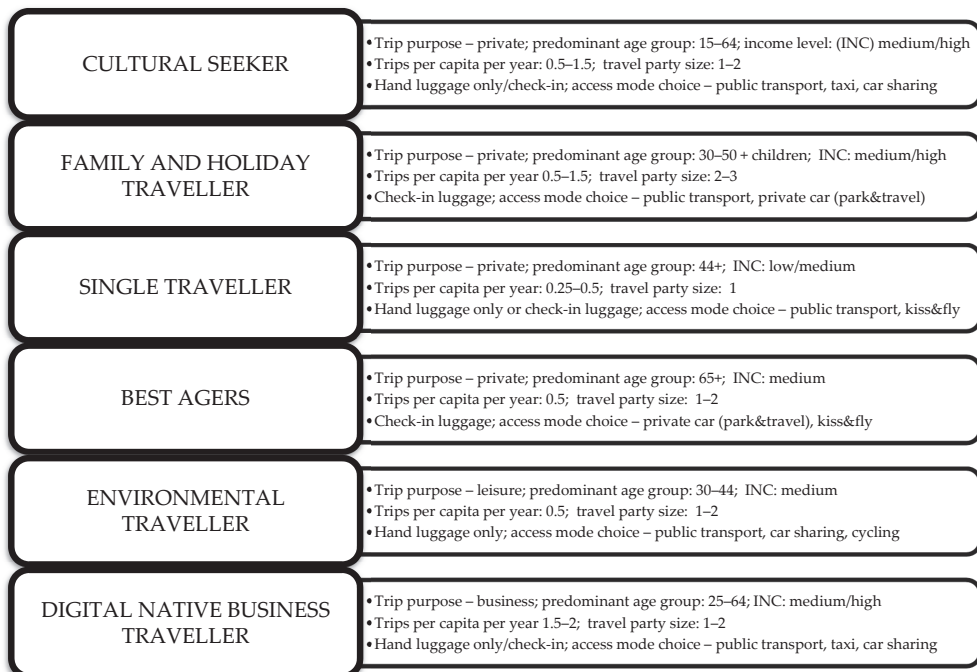 CULTURAL SEEKER
•Trip purpose – private; predominant age group: 15–64; income level: (INC) medium/high
•Trips per capita per year: 0.5–1.5; travel party size: 1–2
•Hand luggage only/check-in; access mode choice – public transport, taxi, car sharing
FAMILY AND HOLIDAY
TRAVELLER
•Trip purpose – private; predominant age group: 30–50 + children; INC: medium/high
•Trips per capita per year 0.5–1.5; travel party size: 2–3
•Check-in luggage; access mode choice – public transport, private car (park&travel)
SINGLE TRAVELLER
•Trip purpose – private; predominant age group: 44+; INC: low/medium
•Trips per capita per year: 0.25–0.5; travel party size: 1
•Hand luggage only or check-in luggage; access mode choice – public transport, kiss&fly
BEST AGERS
•Trip purpose – private; predominant age group: 65+; INC: medium
•Trips per capita per year: 0.5; travel party size: 1–2
•Check-in luggage; access mode choice – private car (park&travel), kiss&fly
ENVIRONMENTAL
TRAVELLER
•Trip purpose – leisure; predominant age group: 30–44; INC: medium
•Trips per capita per year: 0.5; travel party size: 1–2
•Hand luggage only; access mode choice – public transport, car sharing, cycling
DIGITAL NATIVE BUSINESS
TRAVELLER
•Trip purpose – business; predominant age group: 25–64; INC: medium/high
•Trips per capita per year 1.5–2; travel party size: 1–2
•Hand luggage only/check-in; access mode choice – public transport, taxi, car sharing